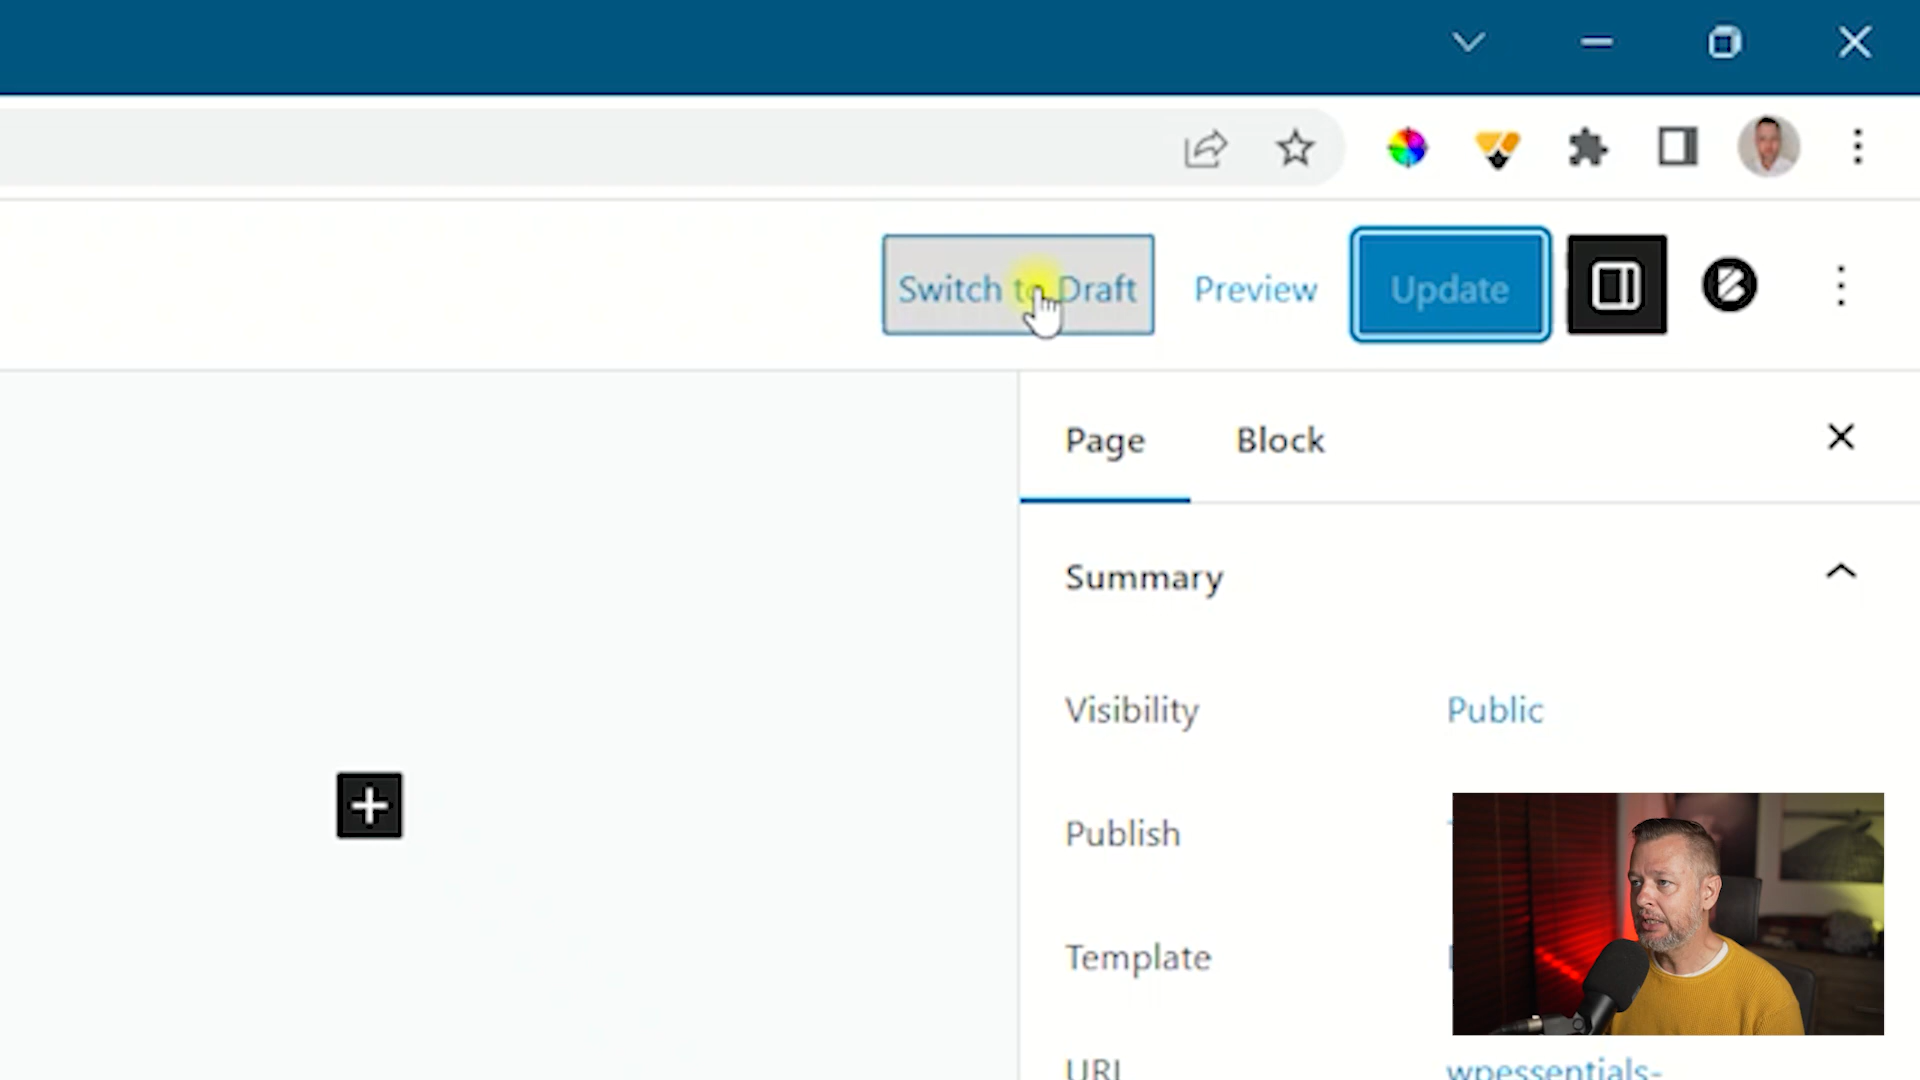 Switch to Draft
Preview
Update
Page
Block
Summary
Visibility
Public
Publish
Template
URL
wpessentials-